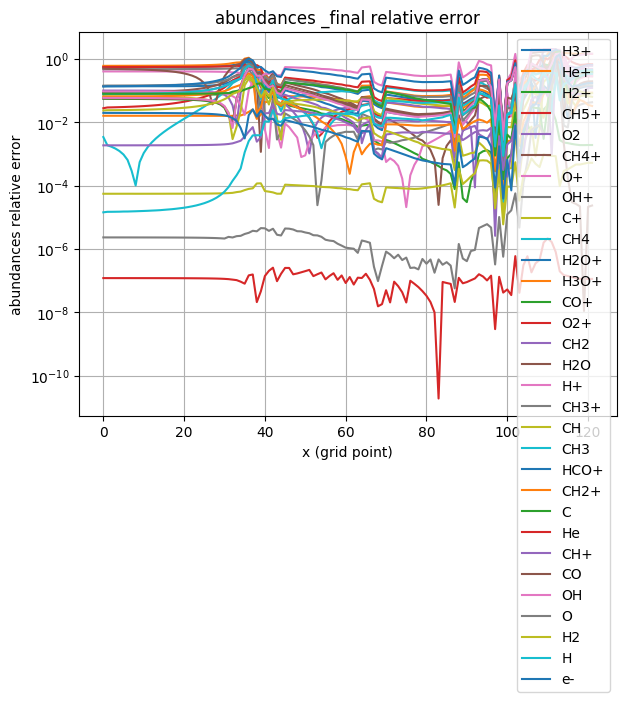 abundances _final relative error
abundances relative error
10⁰
10⁻²
10⁻⁴
10⁻⁶
10⁻⁸
10⁻¹⁰
0
20
40
60
80
100
120
x (grid point)
H3+
He+
H2+
CH5+
O2
CH4+
O+
OH+
C+
CH4
H2O+
H3O+
CO+
O2+
CH2
H2O
H+
CH3+
CH
CH3
HCO+
CH2+
C
He
CH+
CO
OH
O
H2
H
e-